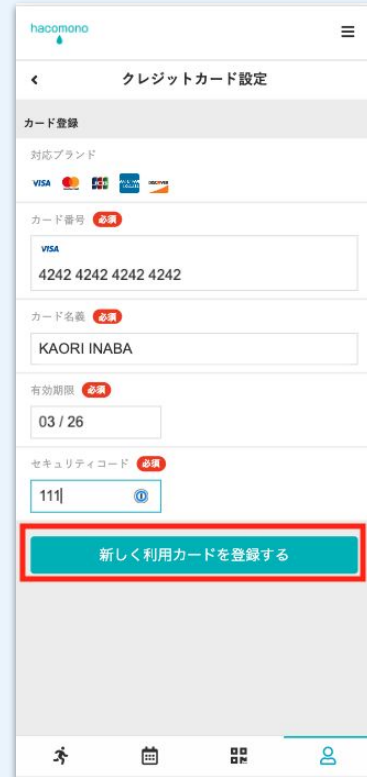 hacomono
クレジットカード設定
カード登録
対応ブランド
VISA JCB
カード番号 必須
VISA
4242 4242 4242 4242
カード名義 必須
KAORI INABA
有効期限 必須
03 / 26
セキュリティコード 必須
111
新しく利用カードを登録する